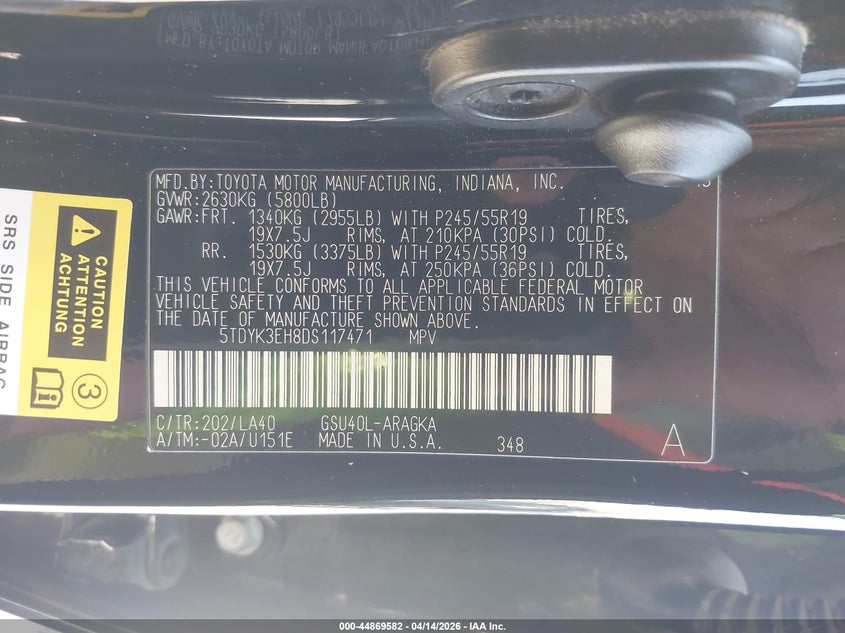 MFD.BY:TOYOTA MOTOR MANUFACTURING, INDIANA, INC.
GVWR:2630KG (5800LB)
GAWR:FRT. 1340KG (2955LB) WITH P245/55R19 TIRES,
19X7.5J RIMS, AT 210KPA (30PSI) COLD.
RR. 1530KG (3375LB) WITH P245/55R19 TIRES,
19X7.5J RIMS, AT 250KPA (36PSI) COLD.
THIS VEHICLE CONFORMS TO ALL APPLICABLE FEDERAL MOTOR
VEHICLE SAFETY AND THEFT PREVENTION STANDARDS IN EFFECT ON
THE DATE OF MANUFACTURE SHOWN ABOVE.
5TDYK3EH8DS117471 MPV
C/TR:202/LA40 GSU40L-ARAGKA
A/TM:-02A/U151E MADE IN U.S.A. 348 A
CAUTION
ATTENTION
ACHTUNG
3
SRS SIDE AIRBAG
000-44869582 - 04/14/2026 - IAA Inc.